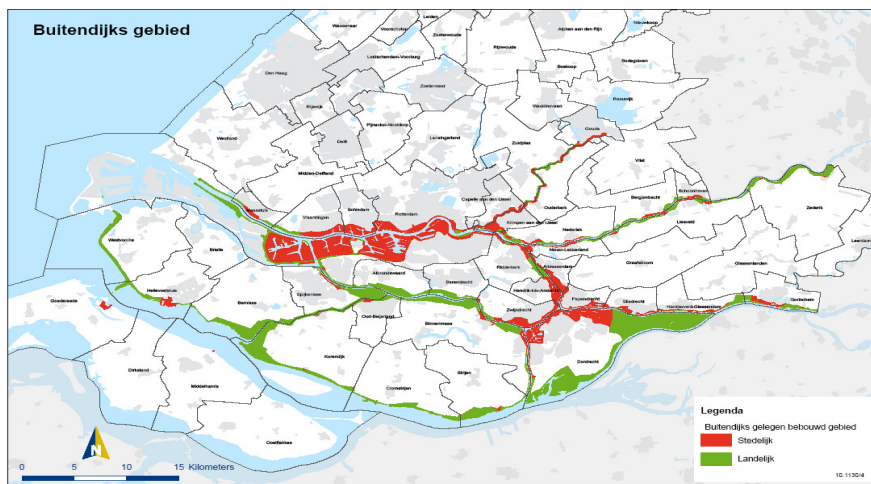 Buitendijks gebied
Leiden
Wassenaar
Voorschoten
Zoeterwoude
Alphen aan den Rijn
Nieuwkoop
Rijnwoude
Leidschendam-Voorburg
Boskoop
Bodegraven
Den Haag
Zoetermeer
Rijswijk
Waddinxveen
Reeuwijk
Pijnacker-Nootdorp
Gouda
Westland
Delft
Lansingerland
Zuidplas
Vlist
Midden-Delfland
Schoonhoven
Bergambacht
Ouderkerk
Capelle aan den IJssel
Zederik
Maassluis
Schiedam
Vlaardingen
Rotterdam
Krimpen aan den IJssel
Nederlek
Liesveld
Westvoorne
Brielle
Nieuw-Lekkerland
Leerdam
Graafstroom
Giessenlanden
Ridderkerk
Alblasserdam
Albrandswaard
Barendrecht
Hellevoetsluis
Bernisse
Spijkenisse
Hendrik-Ido-Ambacht
Goedereede
Papendrecht
Sliedrecht
Hardinxveld-Giessendam
Gorinchem
Zwijndrecht
Oud-Beijerland
Binnenmaas
Korendijk
Dordrecht
Dirksland
Strijen
Middelharnis
Cromstrijen
Oostflakkee
Legenda
Buitendijks gelegen bebouwd gebied
Stedelijk
Landelijk
N
0 5 10 15 Kilometers
10.1130/4